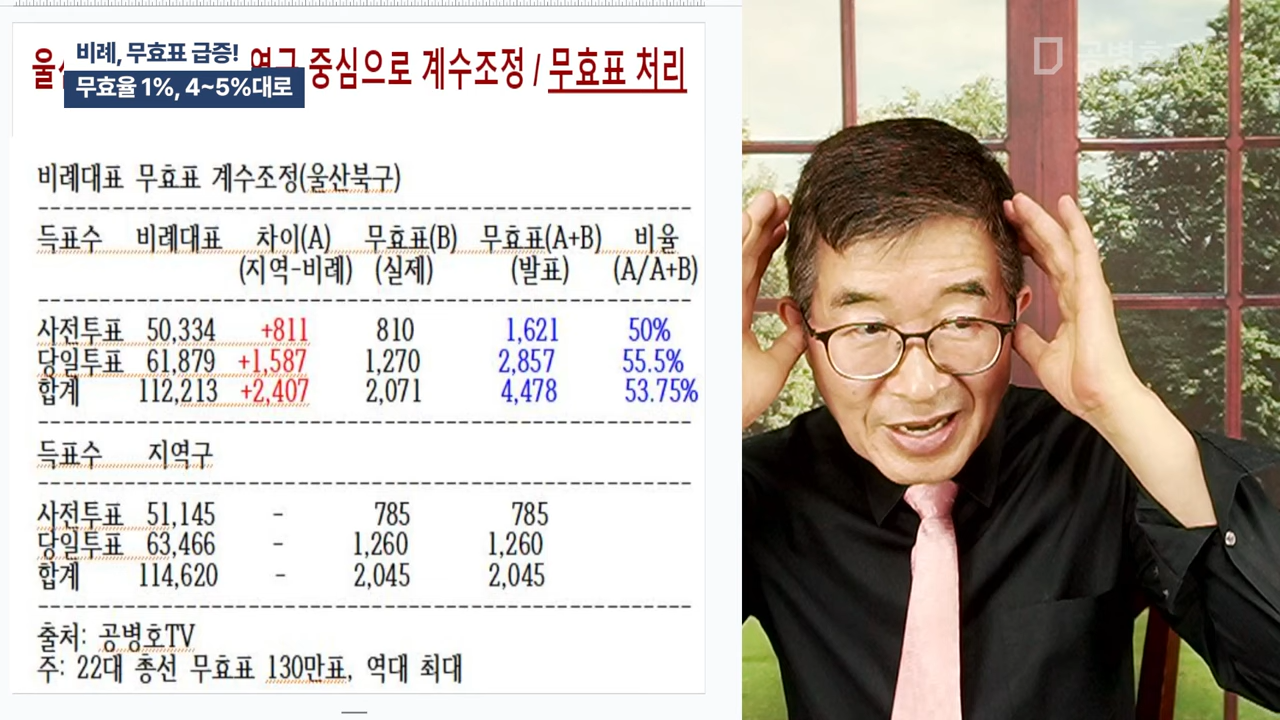 비례, 무효표 급증!
무효율 1%, 4~5%대로
울 중심으로 계수조정 / 무효표 처리
공병호TV
비례대표 무효표 계수조정(울산북구)
득표수 비례대표 차이(A) 무효표(B) 무효표(A+B) 비율
(지역-비례) (실제) (발표) (A/A+B)
사전투표 50,334 +811 810 1,621 50%
당일투표 61,879 +1,587 1,270 2,857 55.5%
합계 112,213 +2,407 2,071 4,478 53.75%
득표수 지역구
사전투표 51,145 - 785 785
당일투표 63,466 - 1,260 1,260
합계 114,620 - 2,045 2,045
출처: 공병호TV
주: 22대 총선 무효표 130만표, 역대 최대